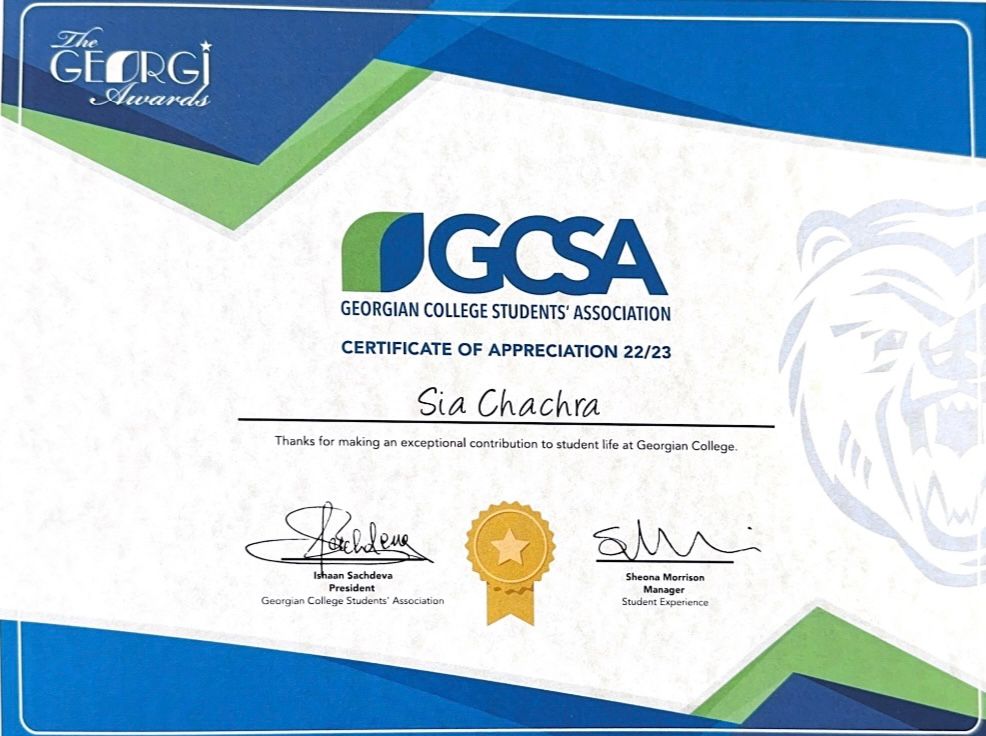 The
GEORGI
Awards
GCSA
GEORGIAN COLLEGE STUDENTS' ASSOCIATION
CERTIFICATE OF APPRECIATION 22/23
Sia Chachra
Thanks for making an exceptional contribution to student life at Georgian College.
Ishaan Sachdeva
President
Georgian College Students' Association
Sheona Morrison
Manager
Student Experience